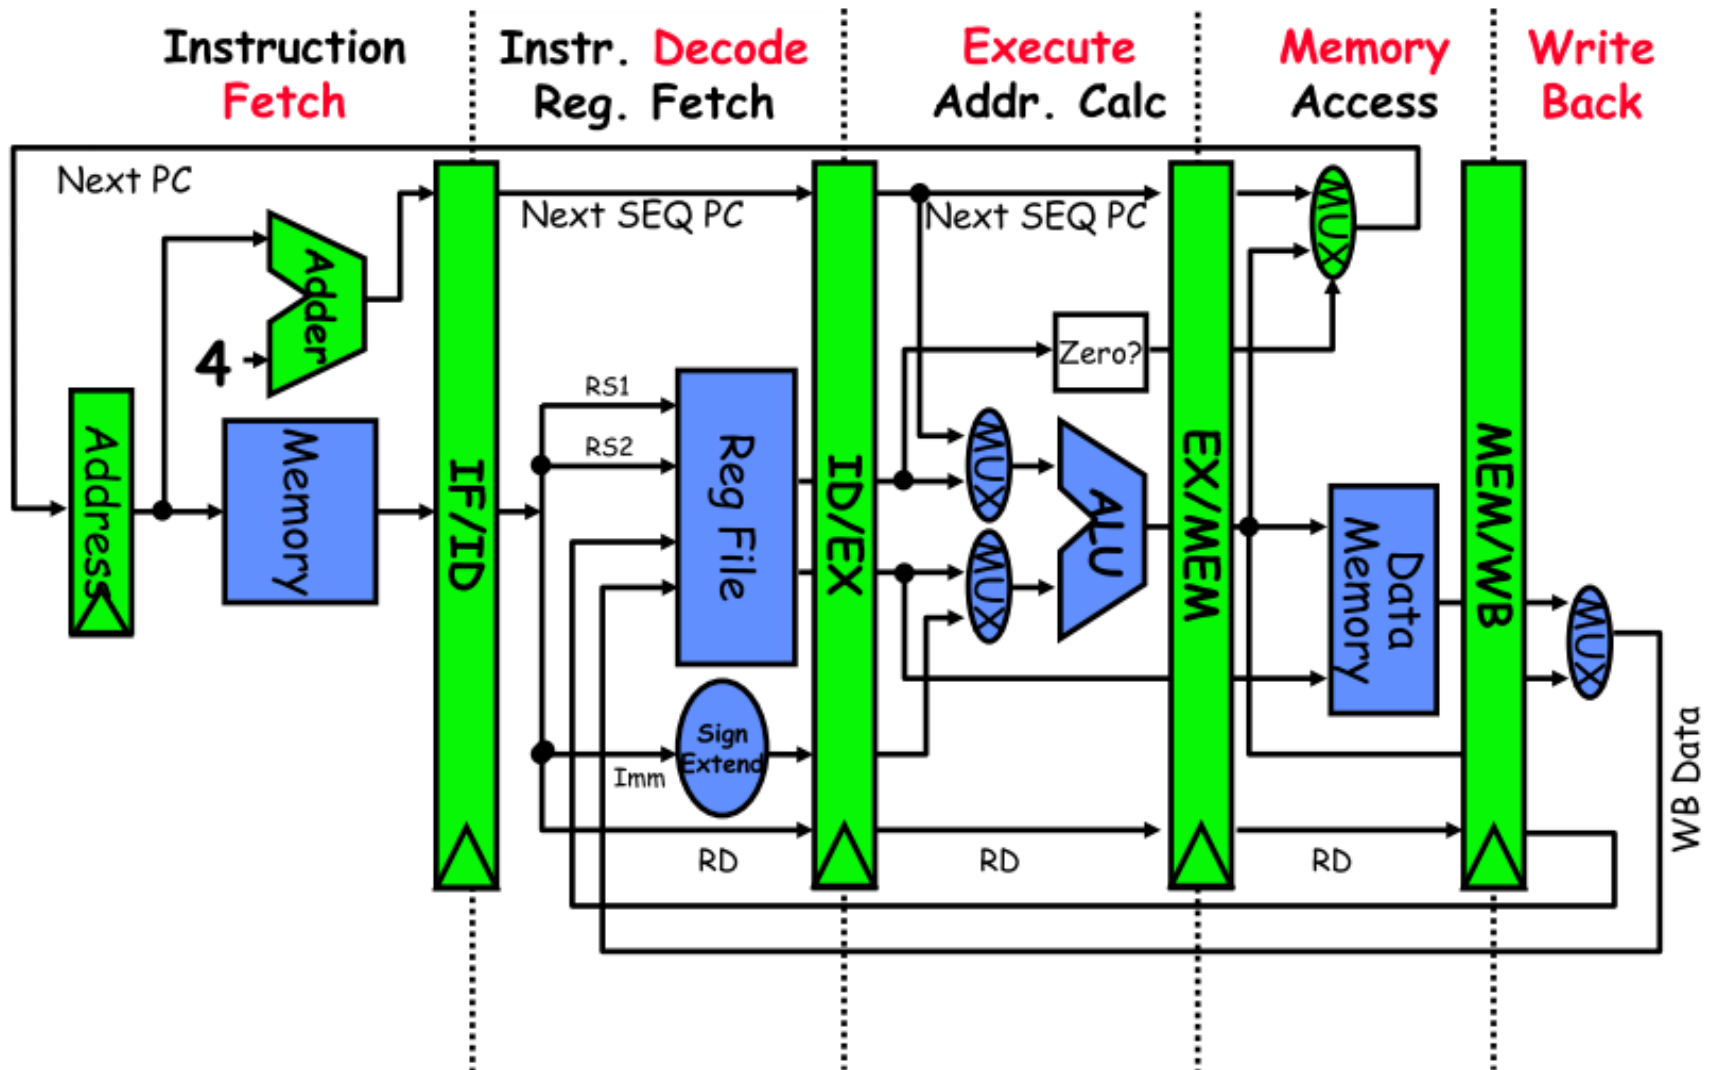 Instruction
Fetch
Instr. Decode
Reg. Fetch
Execute
Addr. Calc
Memory
Access
Write
Back
Next PC
Adder
4
Address
Memory
IF/ID
Next SEQ PC
RS1
RS2
Reg File
Sign
Extend
Imm
RD
ID/EX
Next SEQ PC
Zero?
MUX
MUX
ALU
RD
EX/MEM
MUX
Data
Memory
RD
MEM/WB
MUX
WB Data